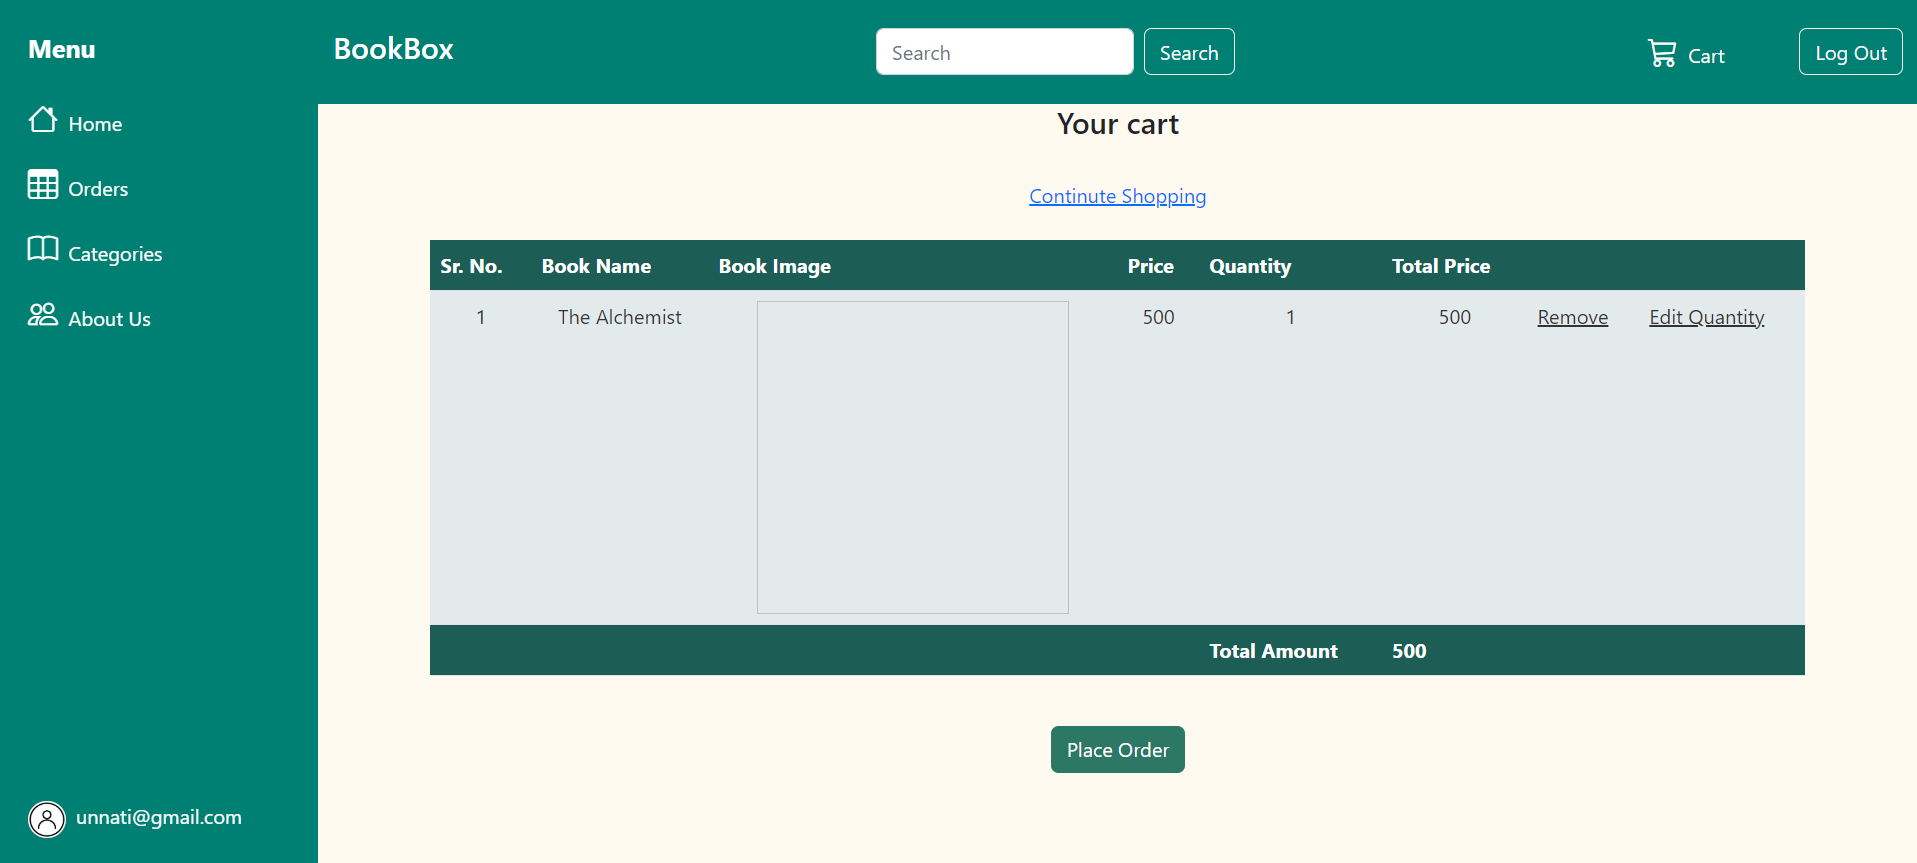 Menu
Home
Orders
Categories
About Us
unnati@gmail.com
BookBox
Search
Search
Cart
Log Out
Your cart
Continute Shopping
Sr. No. Book Name Book Image Price Quantity Total Price
1 The Alchemist 500 1 500 Remove Edit Quantity
Total Amount 500
Place Order